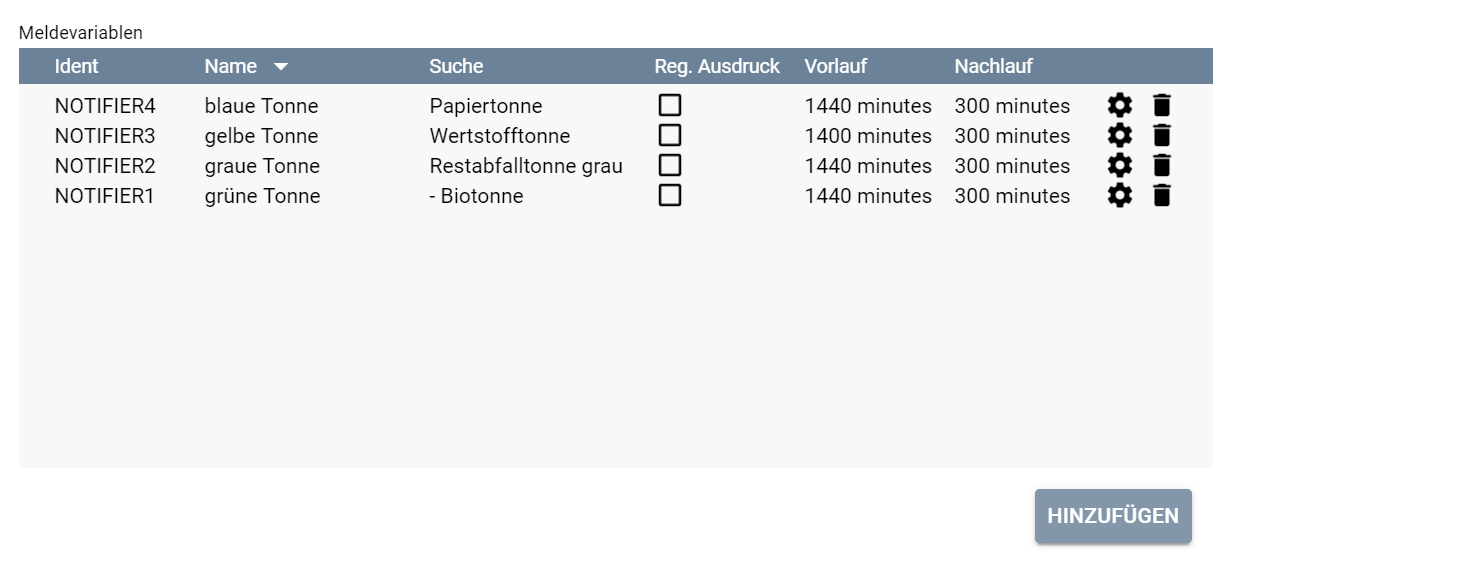 Meldevariablen
Ident Name Suche Reg. Ausdruck Vorlauf Nachlauf
NOTIFIER4 blaue Tonne Papiertonne 1440 minutes 300 minutes
NOTIFIER3 gelbe Tonne Wertstofftonne 1400 minutes 300 minutes
NOTIFIER2 graue Tonne Restabfalltonne grau 1440 minutes 300 minutes
NOTIFIER1 grüne Tonne - Biotonne 1440 minutes 300 minutes
HINZUFÜGEN